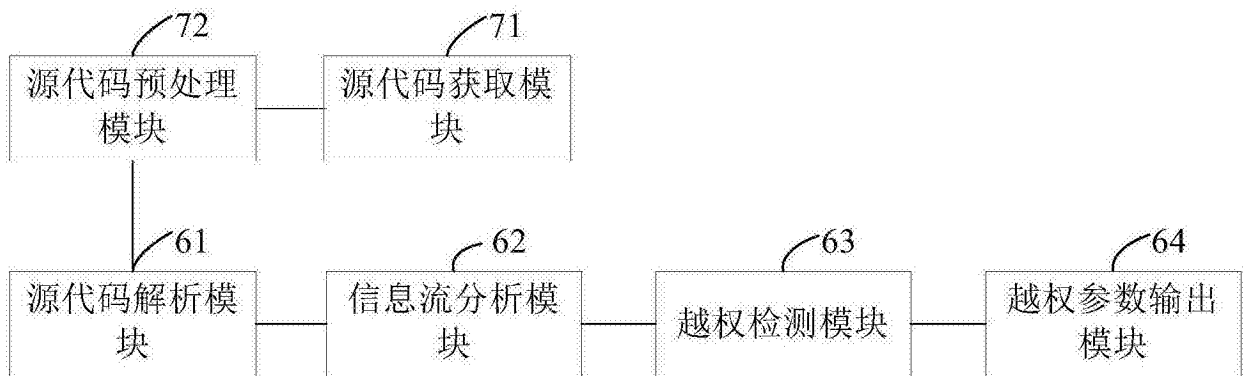 72
71
源代码预处理
模块
源代码获取模
块
61
62
63
64
源代码解析模
块
信息流分析模
块
越权检测模块
越权参数输出
模块